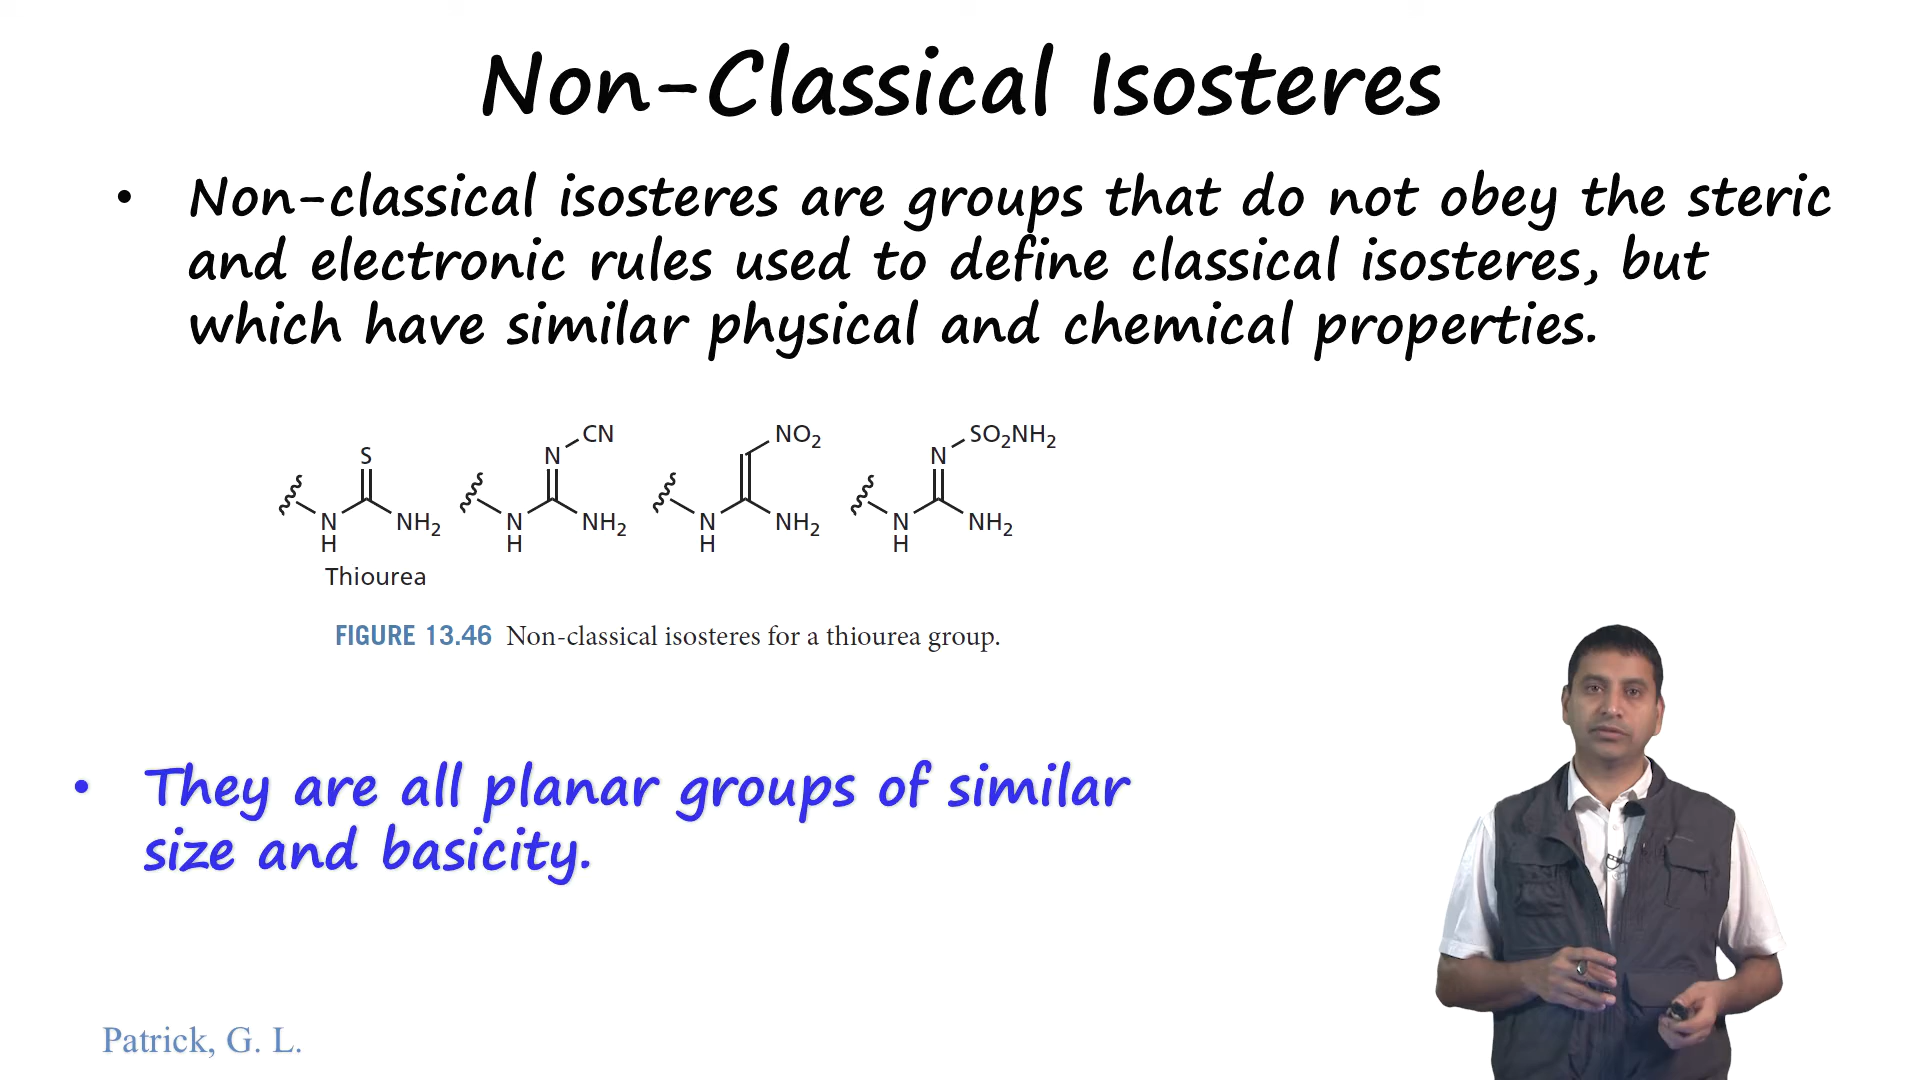 Non-Classical Isosteres
• Non-classical isosteres are groups that do not obey the steric
and electronic rules used to define classical isosteres, but
which have similar physical and chemical properties.
S
N
H
NH2
Thiourea
CN
N
N
H
NH2
NO2
N
H
NH2
SO2NH2
N
N
H
NH2
FIGURE 13.46 Non-classical isosteres for a thiourea group.
• They are all planar groups of similar
size and basicity.
Patrick, G. L.